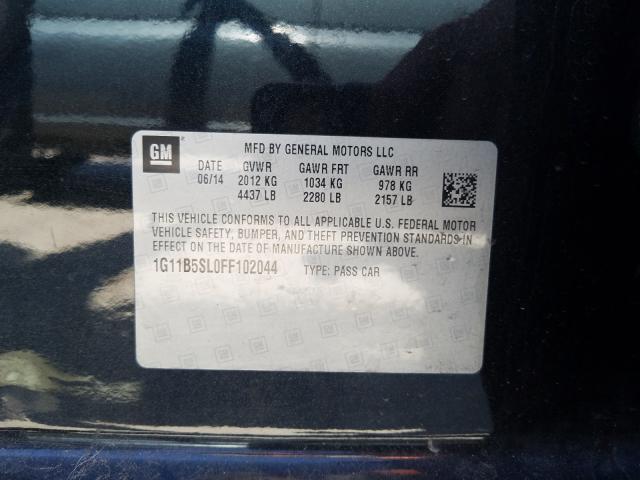 GM
MFD BY GENERAL MOTORS LLC
DATE GVWR GAWR FRT GAWR RR
06/14 2012 KG 1034 KG 978 KG
4437 LB 2280 LB 2157 LB
THIS VEHICLE CONFORMS TO ALL APPLICABLE U.S. FEDERAL MOTOR
VEHICLE SAFETY, BUMPER, AND THEFT PREVENTION STANDARDS IN
EFFECT ON THE DATE OF MANUFACTURE SHOWN ABOVE.
1G11B5SL0FF102044 TYPE: PASS CAR